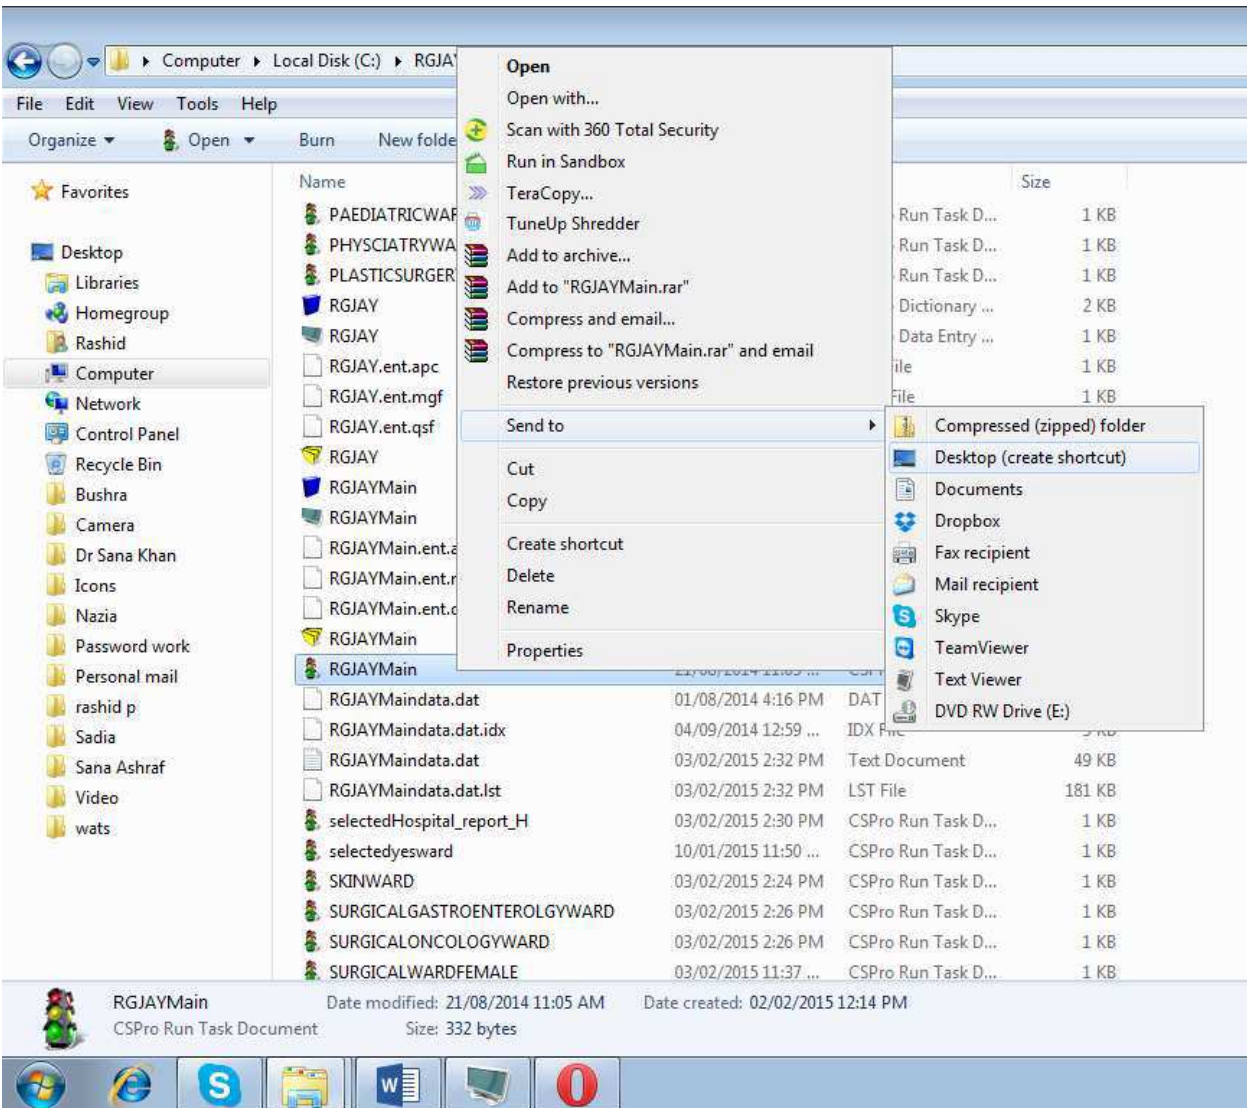 Computer ▸ Local Disk (C:) ▸ RGJAY
File Edit View Tools Help
Organize Open Burn New folde
Open
Open with...
Scan with 360 Total Security
Run in Sandbox
TeraCopy...
TuneUp Shredder
Add to archive...
Add to "RGJAYMain.rar"
Compress and email...
Compress to "RGJAYMain.rar" and email
Restore previous versions
Send to
Cut
Copy
Create shortcut
Delete
Rename
Properties
Compressed (zipped) folder
Desktop (create shortcut)
Documents
Dropbox
Fax recipient
Mail recipient
Skype
TeamViewer
Text Viewer
DVD RW Drive (E:)
Favorites
Desktop
Libraries
Homegroup
Rashid
Computer
Network
Control Panel
Recycle Bin
Bushra
Camera
Dr Sana Khan
Icons
Nazia
Password work
Personal mail
rashid p
Sadia
Sana Ashraf
Video
wats
Name Size
PAEDIATRICWAR Run Task D... 1 KB
PHYSCIATRYWA Run Task D... 1 KB
PLASTICSURGER Run Task D... 1 KB
RGJAY Dictionary ... 2 KB
RGJAY Data Entry ... 1 KB
RGJAY.ent.apc ile 1 KB
RGJAY.ent.mgf File 1 KB
RGJAY.ent.qsf
RGJAY
RGJAYMain
RGJAYMain
RGJAYMain.ent.a
RGJAYMain.ent.r
RGJAYMain.ent.c
RGJAYMain
RGJAYMain
RGJAYMaindata.dat 01/08/2014 4:16 PM DAT
RGJAYMaindata.dat.idx 04/09/2014 12:59 ... IDX
RGJAYMaindata.dat 03/02/2015 2:32 PM Text Document 49 KB
RGJAYMaindata.dat.lst 03/02/2015 2:32 PM LST File 181 KB
selectedHospital_report_H 03/02/2015 2:30 PM CSPro Run Task D... 1 KB
selectedyesward 10/01/2015 11:50 ... CSPro Run Task D... 1 KB
SKINWARD 03/02/2015 2:24 PM CSPro Run Task D... 1 KB
SURGICALGASTROENTEROLGYWARD 03/02/2015 2:26 PM CSPro Run Task D... 1 KB
SURGICALONCOLOGYWARD 03/02/2015 2:26 PM CSPro Run Task D... 1 KB
SURGICALWARDFEMALE 03/02/2015 11:37 ... CSPro Run Task D... 1 KB
RGJAYMain Date modified: 21/08/2014 11:05 AM Date created: 02/02/2015 12:14 PM
CSPro Run Task Document Size: 332 bytes